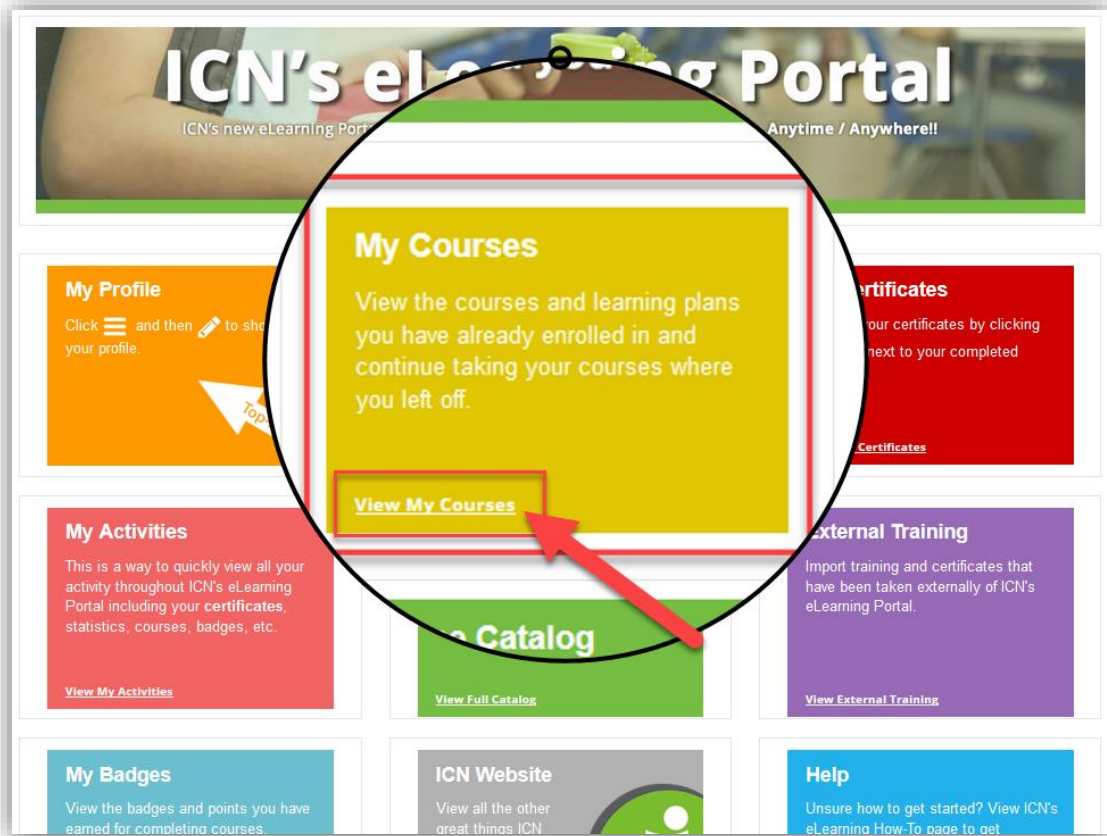 ICN's eLearning Portal
ICN's new eLearning
Anytime / Anywhere!!
My Profile
Click and then to
your profile.
My Courses
View the courses and learning plans
you have already enrolled in and
continue taking your courses where
you left off.
View My Courses
your certificates by clicking
next to your completed
Certificates
My Activities
This is a way to quickly view all your
activity throughout ICN's eLearning
Portal including your certificates,
statistics, courses, badges, etc.
View My Activities
Catalog
View Full Catalog
External Training
Import training and certificates that
have been taken externally of ICN's
eLearning Portal.
View External Training
My Badges
View the badges and points you have
earned for completing courses.
ICN Website
View all the other
great things ICN
Help
Unsure how to get started? View ICN's
eLearning How-To page to get